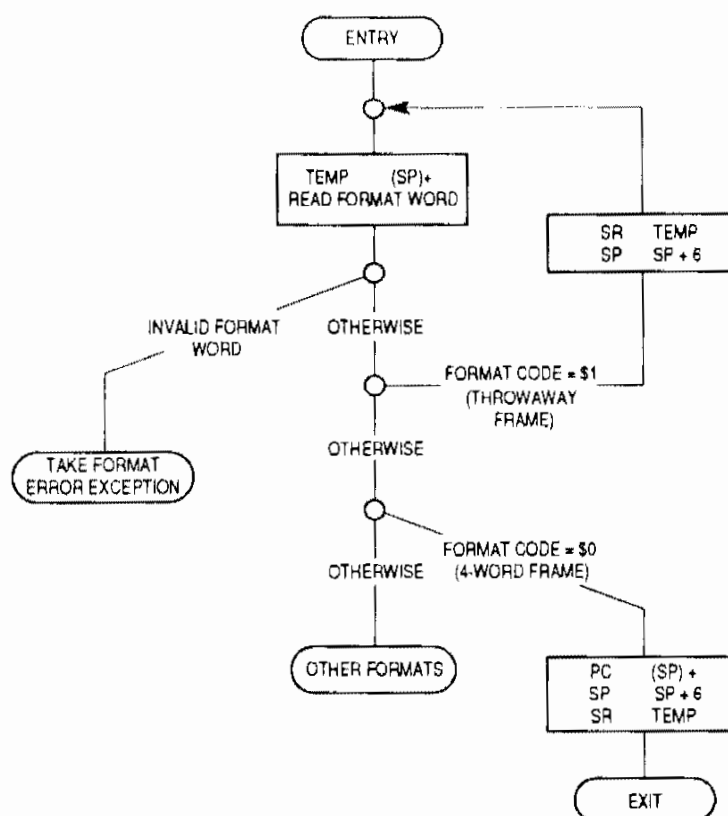 ENTRY
TEMP (SP)+
READ FORMAT WORD
SR TEMP
SP SP + 6
INVALID FORMAT
WORD
OTHERWISE
FORMAT CODE = $1
(THROWAWAY
FRAME)
TAKE FORMAT
ERROR EXCEPTION
OTHERWISE
FORMAT CODE = $0
(4-WORD FRAME)
OTHERWISE
OTHER FORMATS
PC (SP) +
SP SP + 6
SR TEMP
EXIT